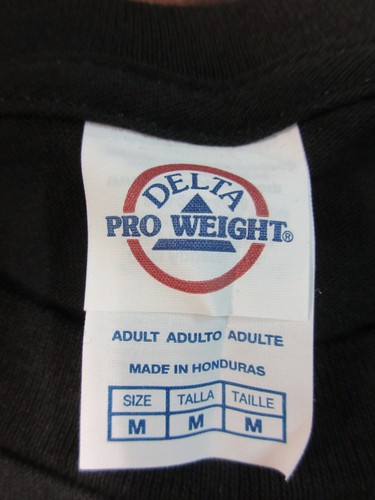 DELTA
PRO WEIGHT®
ADULT ADULTO ADULTE
MADE IN HONDURAS
SIZE TALLA TAILLE
M M M